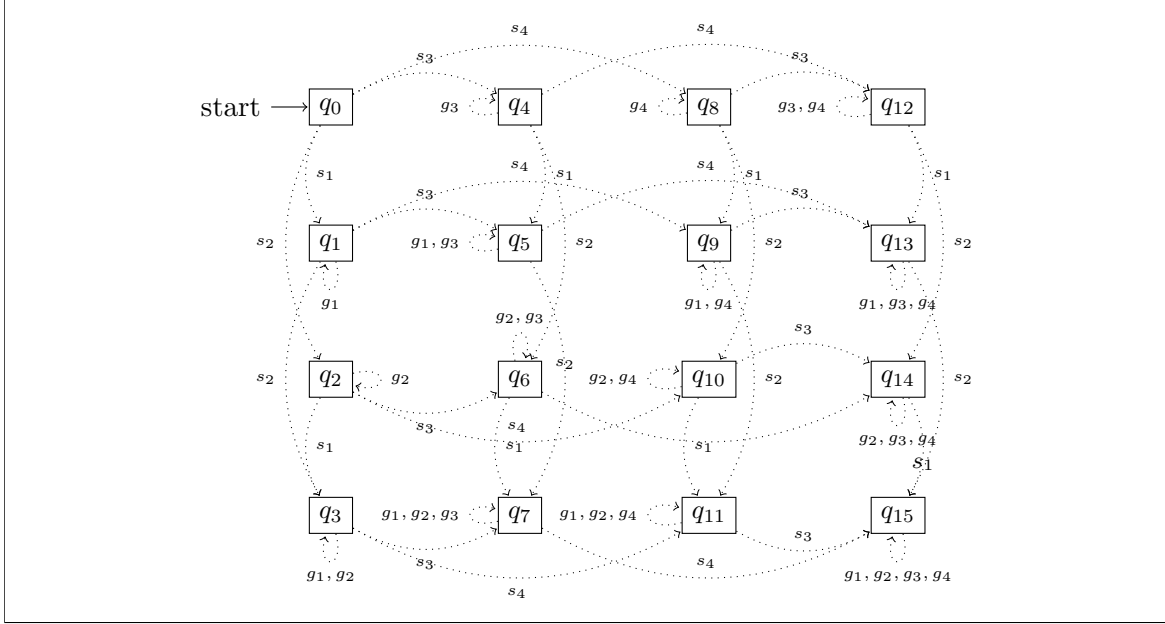 s₄ s₄
s₃ s₃
start q₀ g₃ q₄ g₄ q₈ g₃, g₄ q₁₂
s₄ s₄
s₁ s₁ s₁ s₁
s₃ s₃
s₂ q₁ g₁, g₃ q₅ s₂ q₉ s₂ q₁₃ s₂
g₁ g₁, g₄ g₁, g₃, g₄
g₂, g₃
s₃
s₂
s₂ q₂ g₂ q₆ g₂, g₄ q₁₀ s₂ q₁₄ s₂
s₃ s₄
g₂, g₃, g₄
s₁ s₁ s₁
s₁
q₃ g₁, g₂, g₃ q₇ g₁, g₂, g₄ q₁₁ q₁₅
s₃
s₃ s₄
g₁, g₂ g₁, g₂, g₃, g₄
s₄